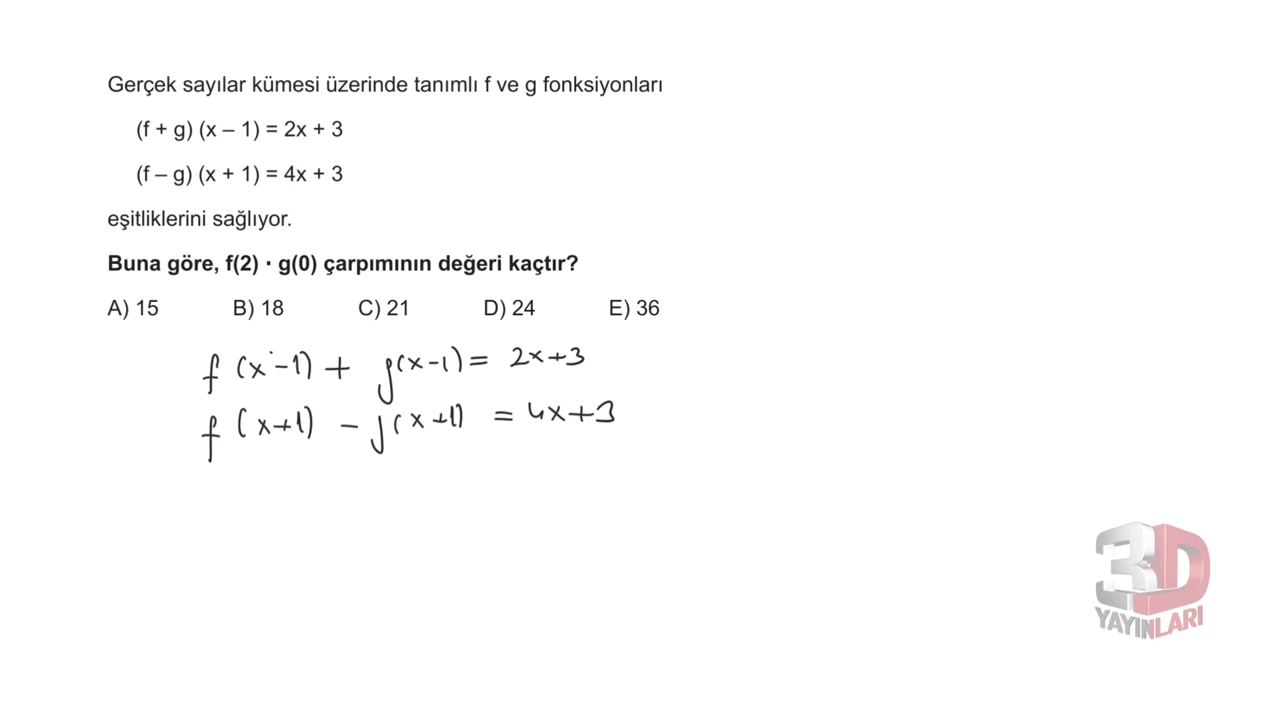 Gerçek sayılar kümesi üzerinde tanımlı f ve g fonksiyonları
(f + g) (x – 1) = 2x + 3
(f – g) (x + 1) = 4x + 3
eşitliklerini sağlıyor.
Buna göre, f(2) · g(0) çarpımının değeri kaçtır?
A) 15 B) 18 C) 21 D) 24 E) 36
f (x-1) + g(x-1) = 2x+3
f (x+1) - g(x+1) = 4x+3
3D
YAYINLARI